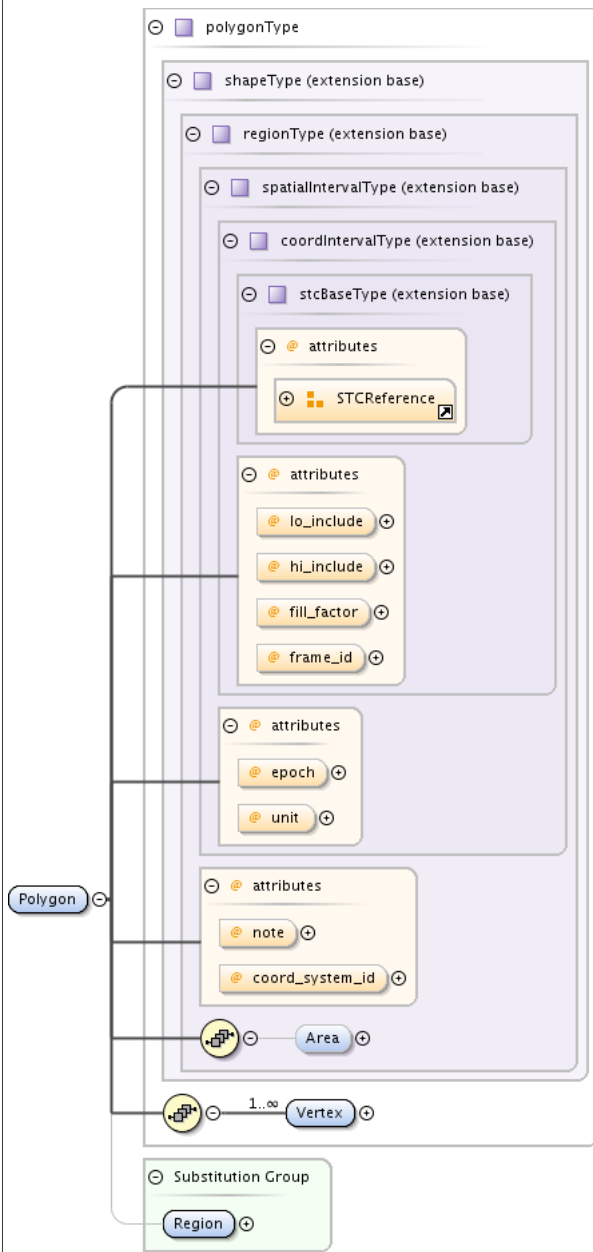 polygonType
shapeType (extension base)
regionType (extension base)
spatialIntervalType (extension base)
coordIntervalType (extension base)
stcBaseType (extension base)
@ attributes
STCReference
@ attributes
@ lo_include
@ hi_include
@ fill_factor
@ frame_id
@ attributes
@ epoch
@ unit
Polygon
@ attributes
@ note
@ coord_system_id
Area
1..∞
Vertex
Substitution Group
Region